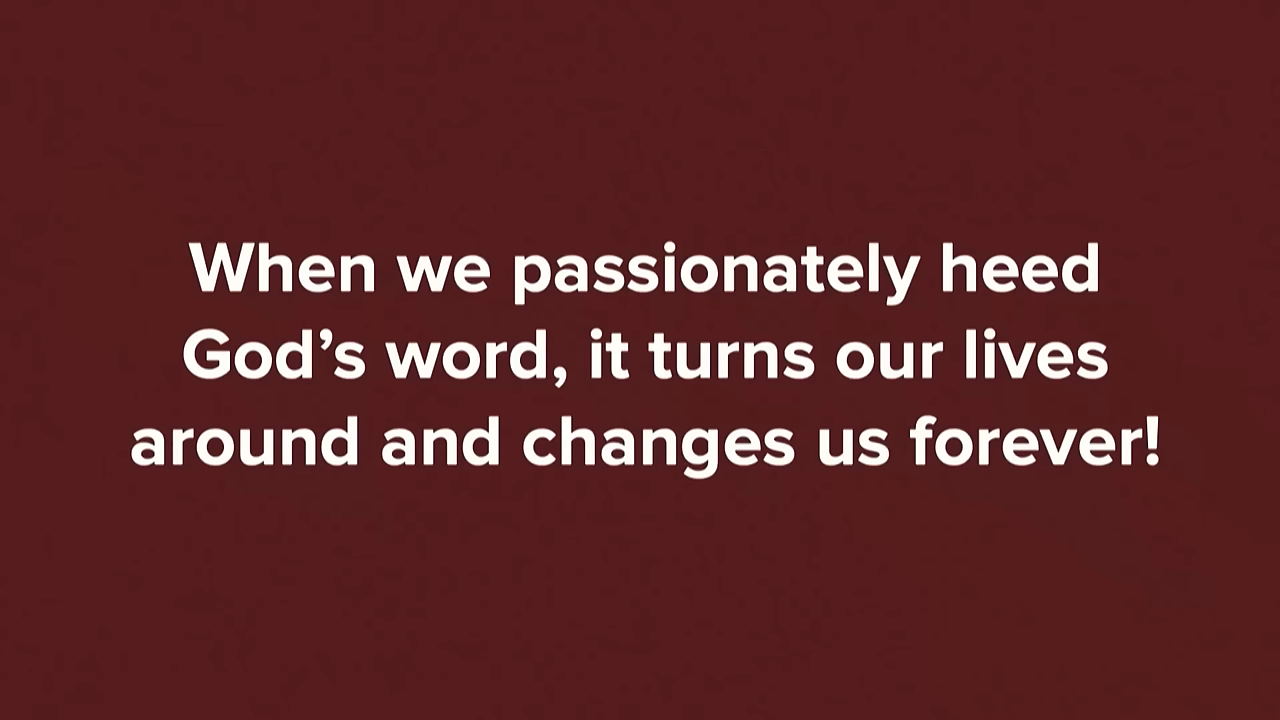 When we passionately heed
God’s word, it turns our lives
around and changes us forever!